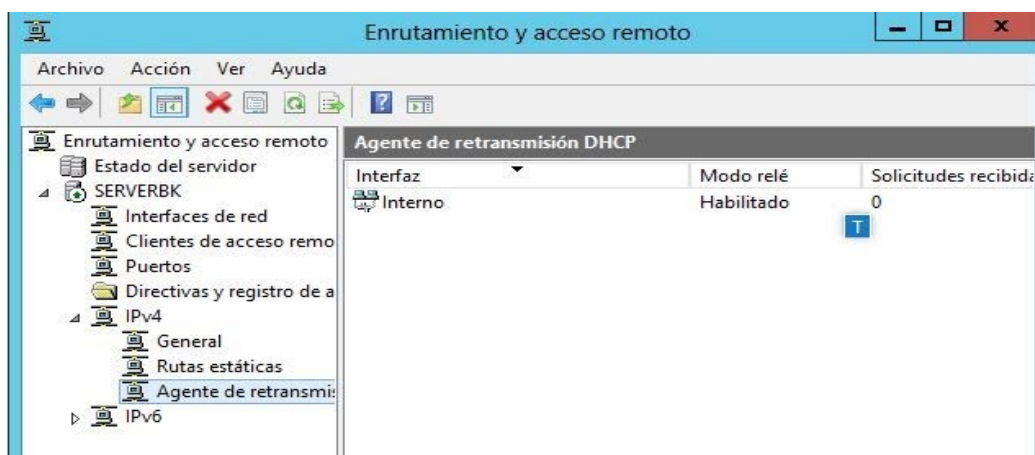 Enrutamiento y acceso remoto
Archivo Acción Ver Ayuda
Enrutamiento y acceso remoto
Estado del servidor
SERVERBK
Interfaces de red
Clientes de acceso remo
Puertos
Directivas y registro de a
IPv4
General
Rutas estáticas
Agente de retransmis
IPv6
Agente de retransmisión DHCP
Interfaz Modo relé Solicitudes recibida
Interno Habilitado 0
T